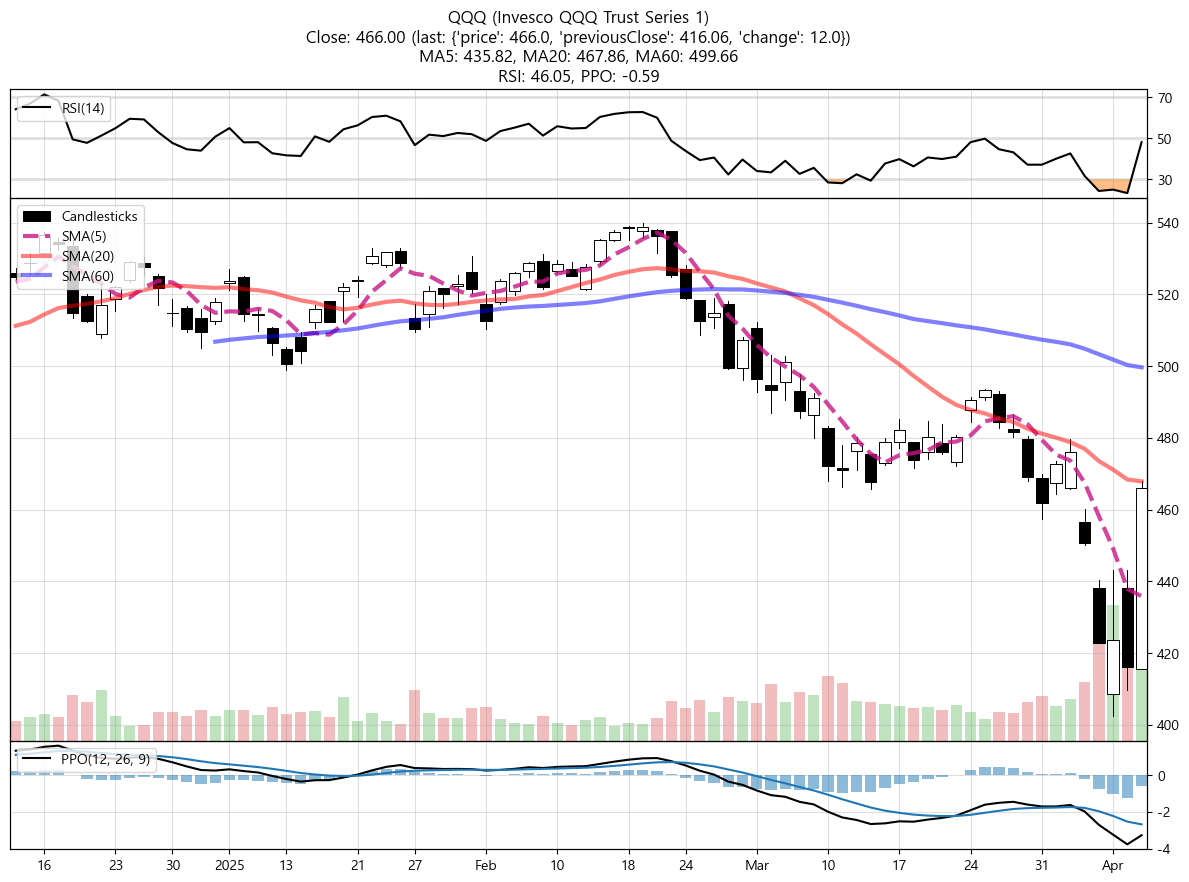 QQQ (Invesco QQQ Trust Series 1)
Close: 466.00 (last: {'price': 466.0, 'previousClose': 416.06, 'change': 12.0})
MA5: 435.82, MA20: 467.86, MA60: 499.66
RSI: 46.05, PPO: -0.59
RSI(14)
70
50
30
Candlesticks
SMA(5)
SMA(20)
SMA(60)
540
520
500
480
460
440
420
400
PPO(12, 26, 9)
0
-2
-4
16 23 30 2025 13 21 27 Feb 10 18 24 Mar 10 17 24 31 Apr